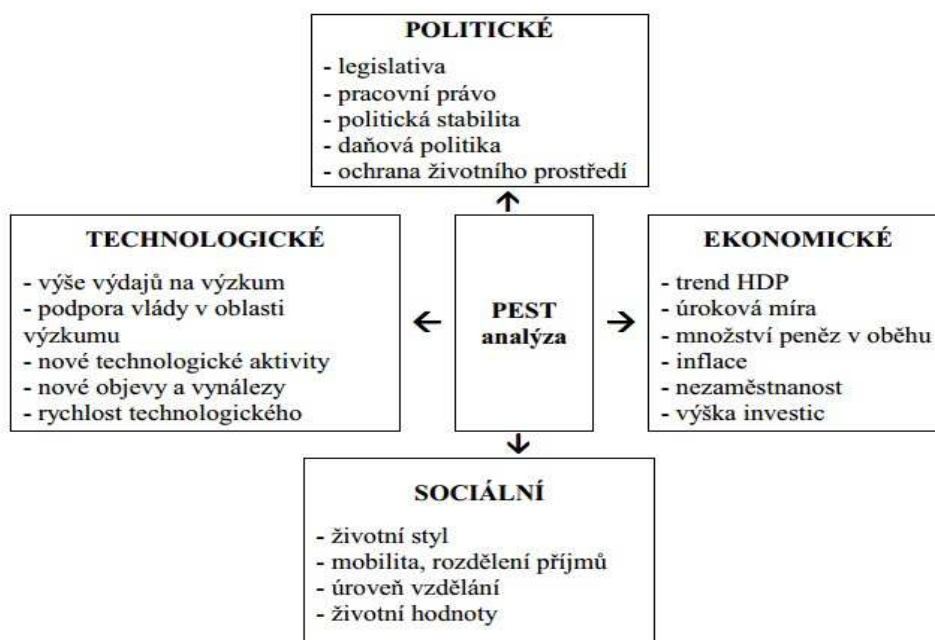 POLITICKÉ
- legislativa
- pracovní právo
- politická stabilita
- daňová politika
- ochrana životního prostředí
TECHNOLOGICKÉ
- výše výdajů na výzkum
- podpora vlády v oblasti
výzkumu
- nové technologické aktivity
- nové objevy a vynálezy
- rychlost technologického
PEST
analýza
EKONOMICKÉ
- trend HDP
- úroková míra
- množství peněz v oběhu
- inflace
- nezaměstnanost
- výška investic
SOCIÁLNÍ
- životní styl
- mobilita, rozdělení příjmů
- úroveň vzdělání
- životní hodnoty